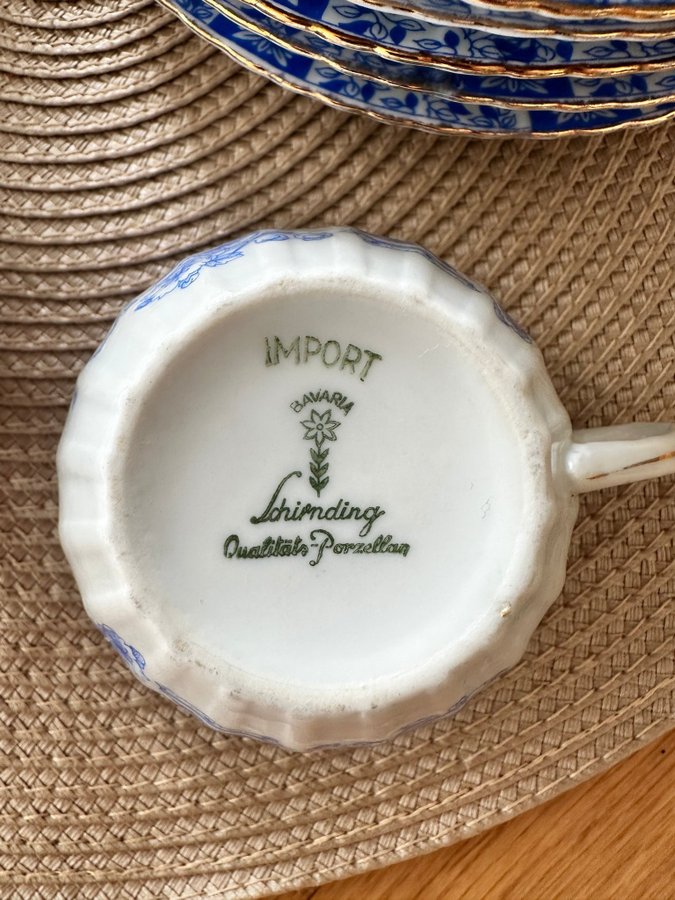 IMPORT
BAVARIA
Schirnding
Qualitäts-Porzellan